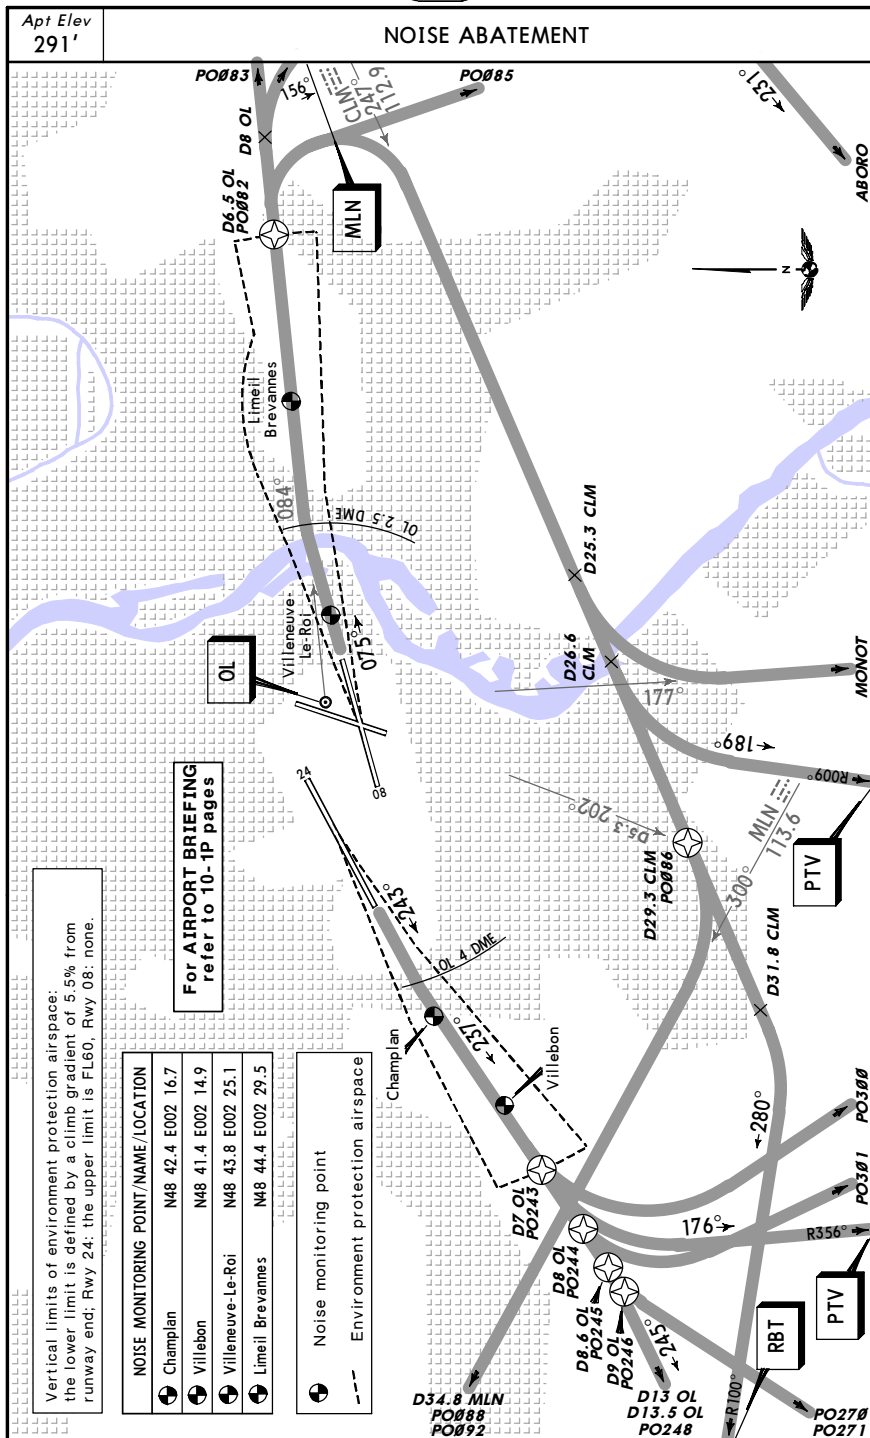 Apt Elev
291'
NOISE ABATEMENT
PO083
PO085
156°
CLM
247°
112.9
231°
ABORO
D8 OL
D6.5 OL
PO082
MLN
N
Limeil
Brevannes
084°
OL 2.5 DME
D25.3 CLM
Villeneuve-
Le-Roi
075°
OL
D26.6
CLM
177°
MONOT
189°
R009°
24
08
D5.3 202°
MLN
113.6
PTV
D29.3 CLM
PO086
300°
For AIRPORT BRIEFING
refer to 10-1P pages
243°
OL 4 DME
D31.8 CLM
Champlan
237°
Villebon
280°
PO300
PO301
D7 OL
PO243
176°
R356°
D8 OL
PO244
D8.6 OL
PO245
D9 OL
PO246
245°
RBT
PTV
R100°
D34.8 MLN
PO088
PO092
D13 OL
D13.5 OL
PO248
PO270
PO271
Vertical limits of environment protection airspace:
the lower limit is defined by a climb gradient of 5.5% from
runway end; Rwy 24: the upper limit is FL60, Rwy 08: none.
NOISE MONITORING POINT/NAME/LOCATION
Champlan N48 42.4 E002 16.7
Villebon N48 41.4 E002 14.9
Villeneuve-Le-Roi N48 43.8 E002 25.1
Limeil Brevannes N48 44.4 E002 29.5
Noise monitoring point
Environment protection airspace